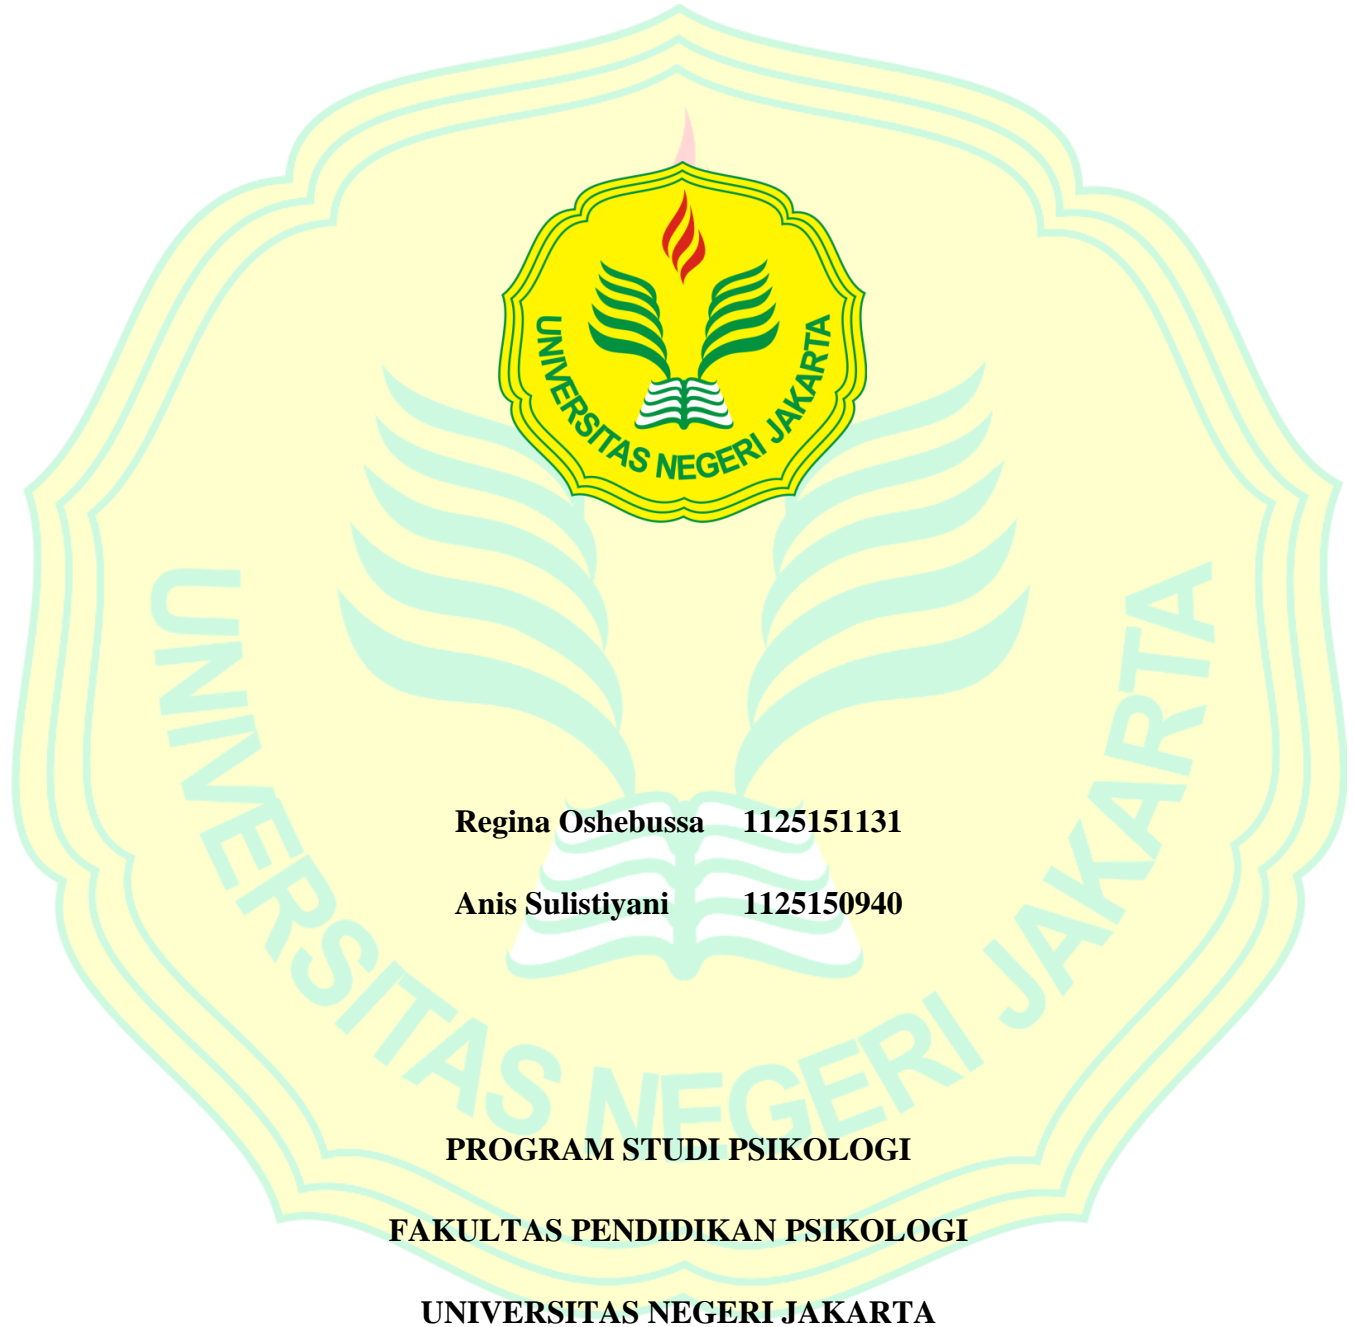 UNIVERSITAS NEGERI JAKARTA
UNIVERSITAS NEGERI JAKARTA
Regina Oshebussa 1125151131
Anis Sulistiyani 1125150940
PROGRAM STUDI PSIKOLOGI
FAKULTAS PENDIDIKAN PSIKOLOGI
UNIVERSITAS NEGERI JAKARTA